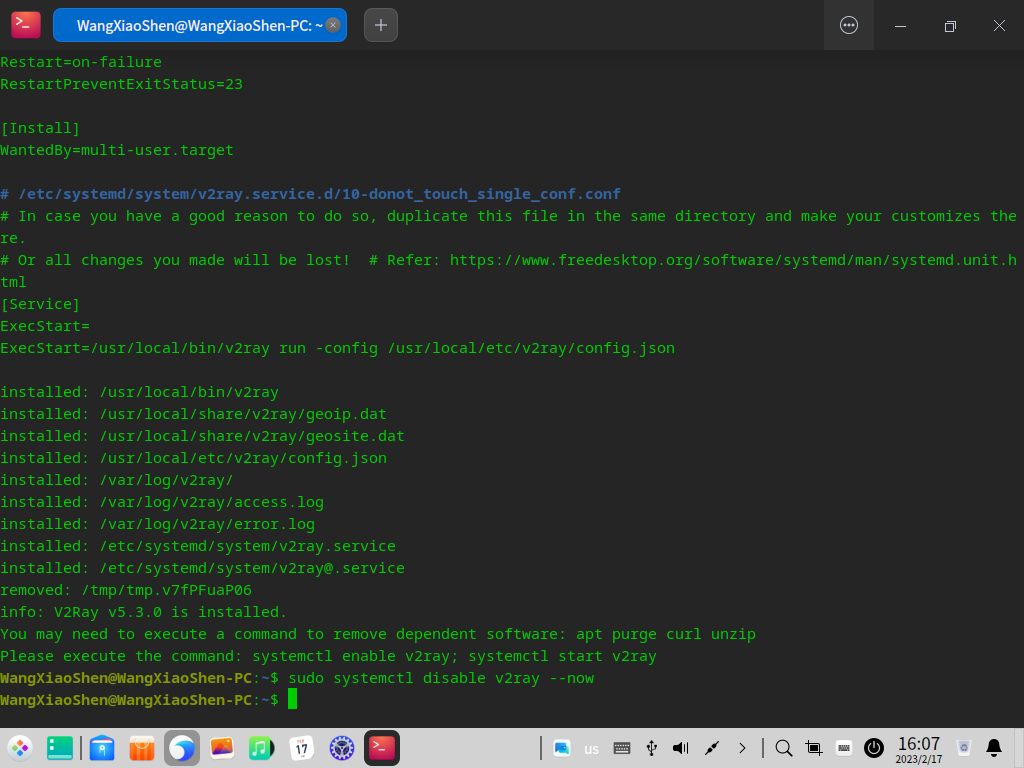 WangXiaoShen@WangXiaoShen-PC: ~
Restart=on-failure
RestartPreventExitStatus=23
[Install]
WantedBy=multi-user.target
# /etc/systemd/system/v2ray.service.d/10-donot_touch_single_conf.conf
# In case you have a good reason to do so, duplicate this file in the same directory and make your customizes the
re.
# Or all changes you made will be lost!  # Refer: https://www.freedesktop.org/software/systemd/man/systemd.unit.h
tml
[Service]
ExecStart=
ExecStart=/usr/local/bin/v2ray run -config /usr/local/etc/v2ray/config.json
installed: /usr/local/bin/v2ray
installed: /usr/local/share/v2ray/geoip.dat
installed: /usr/local/share/v2ray/geosite.dat
installed: /usr/local/etc/v2ray/config.json
installed: /var/log/v2ray/
installed: /var/log/v2ray/access.log
installed: /var/log/v2ray/error.log
installed: /etc/systemd/system/v2ray.service
installed: /etc/systemd/system/v2ray@.service
removed: /tmp/tmp.v7fPFuaP06
info: V2Ray v5.3.0 is installed.
You may need to execute a command to remove dependent software: apt purge curl unzip
Please execute the command: systemctl enable v2ray; systemctl start v2ray
WangXiaoShen@WangXiaoShen-PC:~$ sudo systemctl disable v2ray --now
WangXiaoShen@WangXiaoShen-PC:~$
FEB
17
us
16:07
2023/2/17